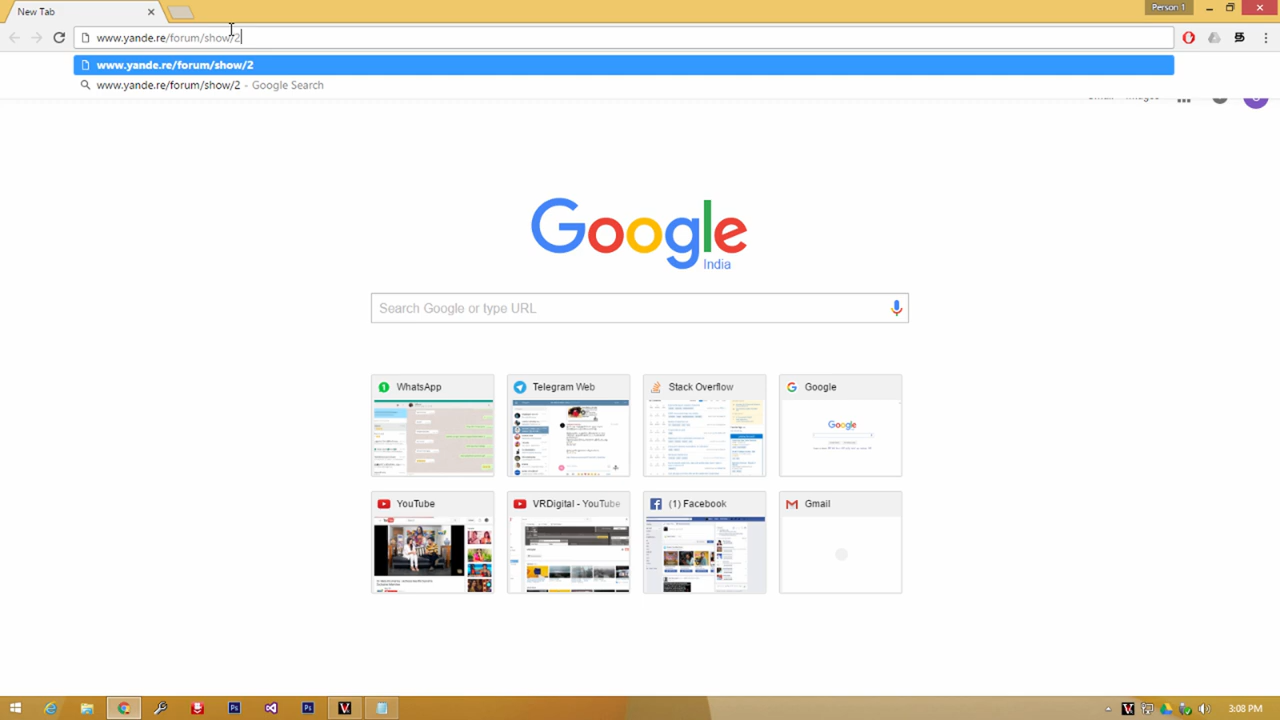 New Tab
Person 1
www.yande.re/forum/show/2
www.yande.re/forum/show/2
www.yande.re/forum/show/2 - Google Search
Google
India
Search Google or type URL
WhatsApp
Telegram Web
Stack Overflow
Google
Google
YouTube
VRDigital - YouTube
(1) Facebook
Gmail
3:08 PM